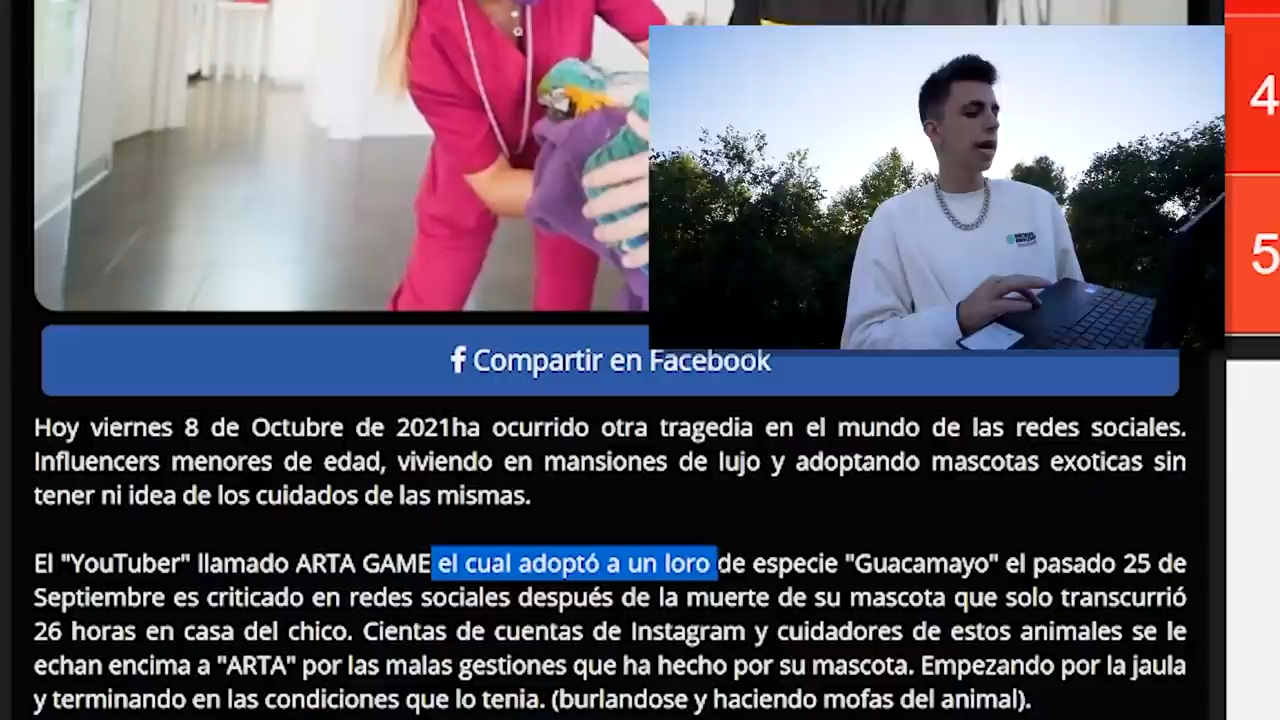 4
5
Compartir en Facebook
Hoy viernes 8 de Octubre de 2021ha ocurrido otra tragedia en el mundo de las redes sociales.
Influencers menores de edad, viviendo en mansiones de lujo y adoptando mascotas exoticas sin
tener ni idea de los cuidados de las mismas.
El "YouTuber" llamado ARTA GAME el cual adoptó a un loro de especie "Guacamayo" el pasado 25 de
Septiembre es criticado en redes sociales después de la muerte de su mascota que solo transcurrió
26 horas en casa del chico. Cientas de cuentas de Instagram y cuidadores de estos animales se le
echan encima a "ARTA" por las malas gestiones que ha hecho por su mascota. Empezando por la jaula
y terminando en las condiciones que lo tenia. (burlandose y haciendo mofas del animal).